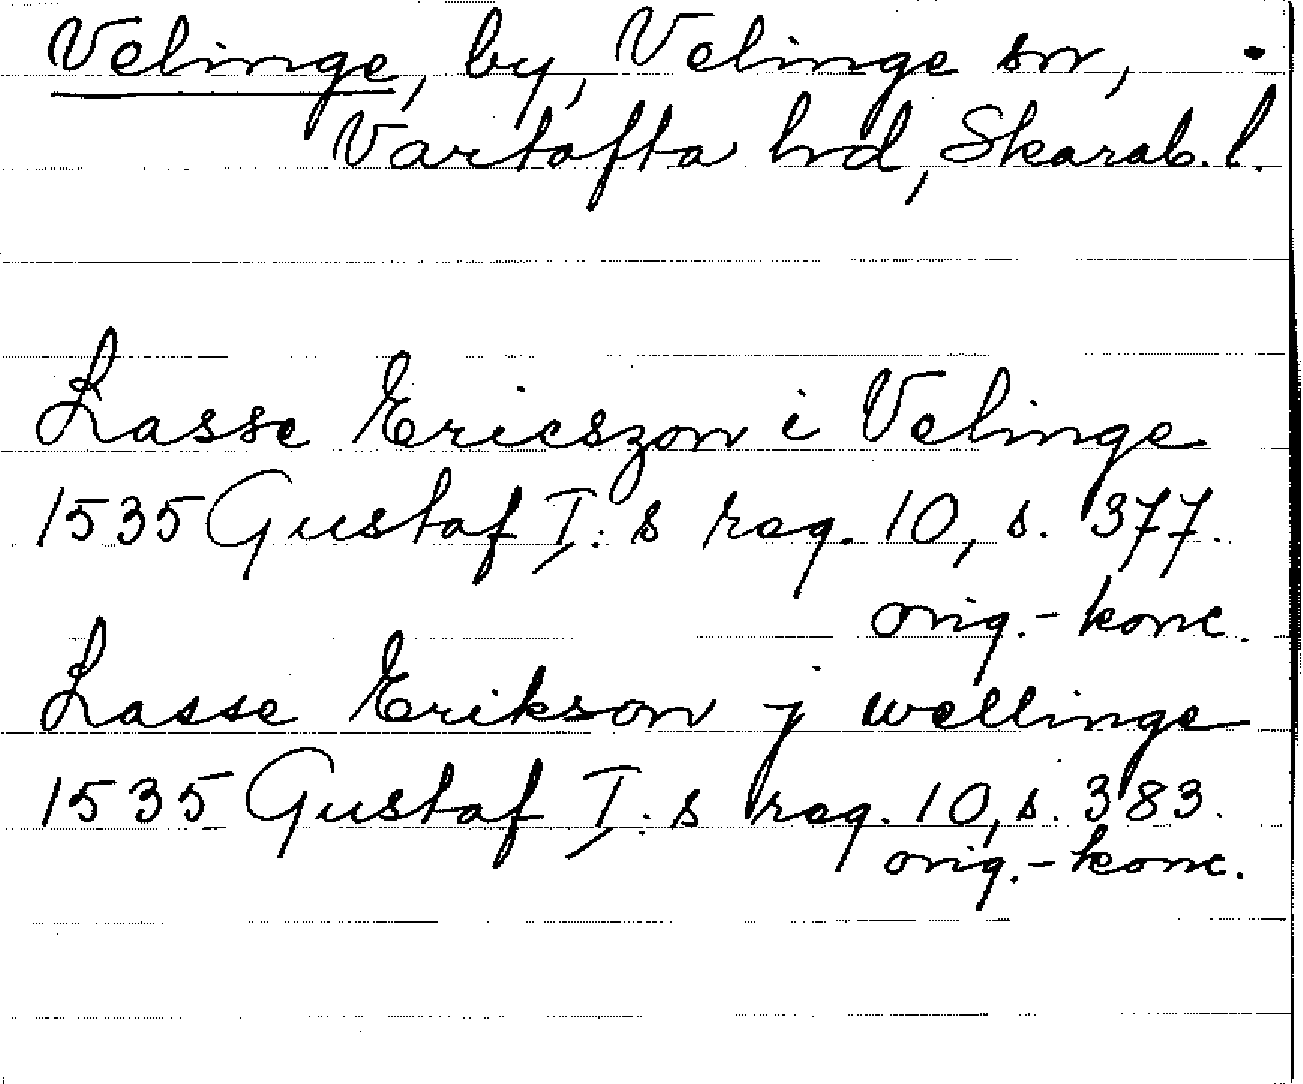 Velinge, by, Velinge sn,
Vartofta hd, Skarab. l.
Lasse Ericszon i Velinge
1535 Gustaf I:s reg. 10, s. 377.
orig.-konc.
Lasse Erikson j wellinge
1535 Gustaf I:s reg. 10, s. 383.
orig.-konc.